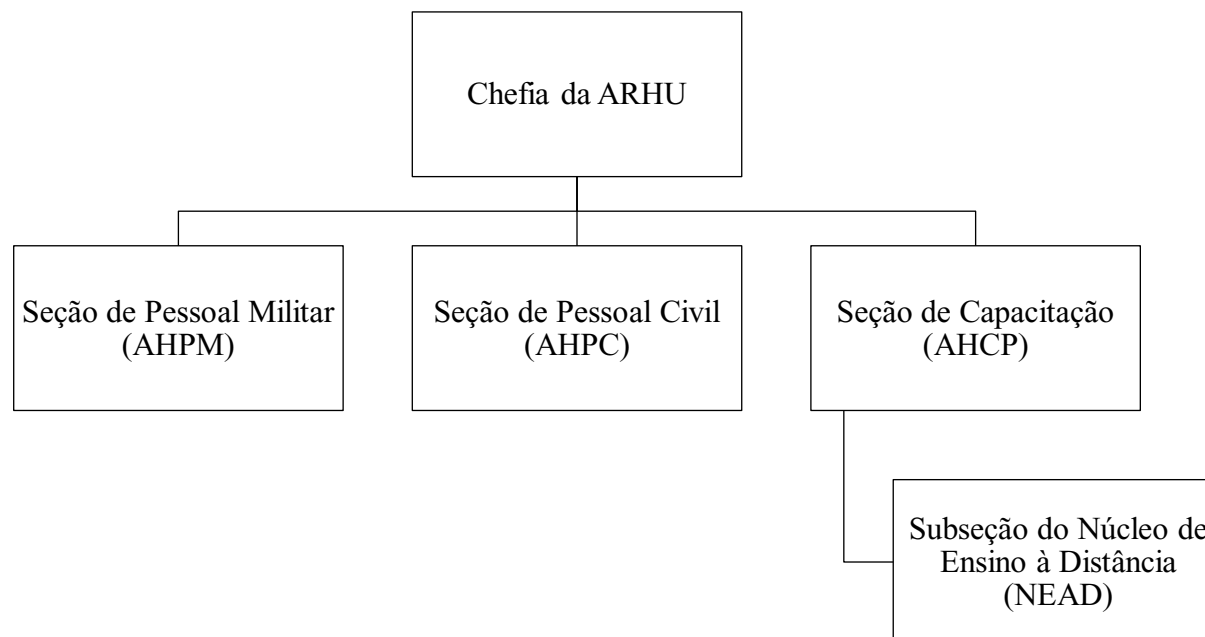 Chefia da ARHU
Seção de Pessoal Militar
(AHPM)
Seção de Pessoal Civil
(AHPC)
Seção de Capacitação
(AHCP)
Subseção do Núcleo de
Ensino à Distância
(NEAD)